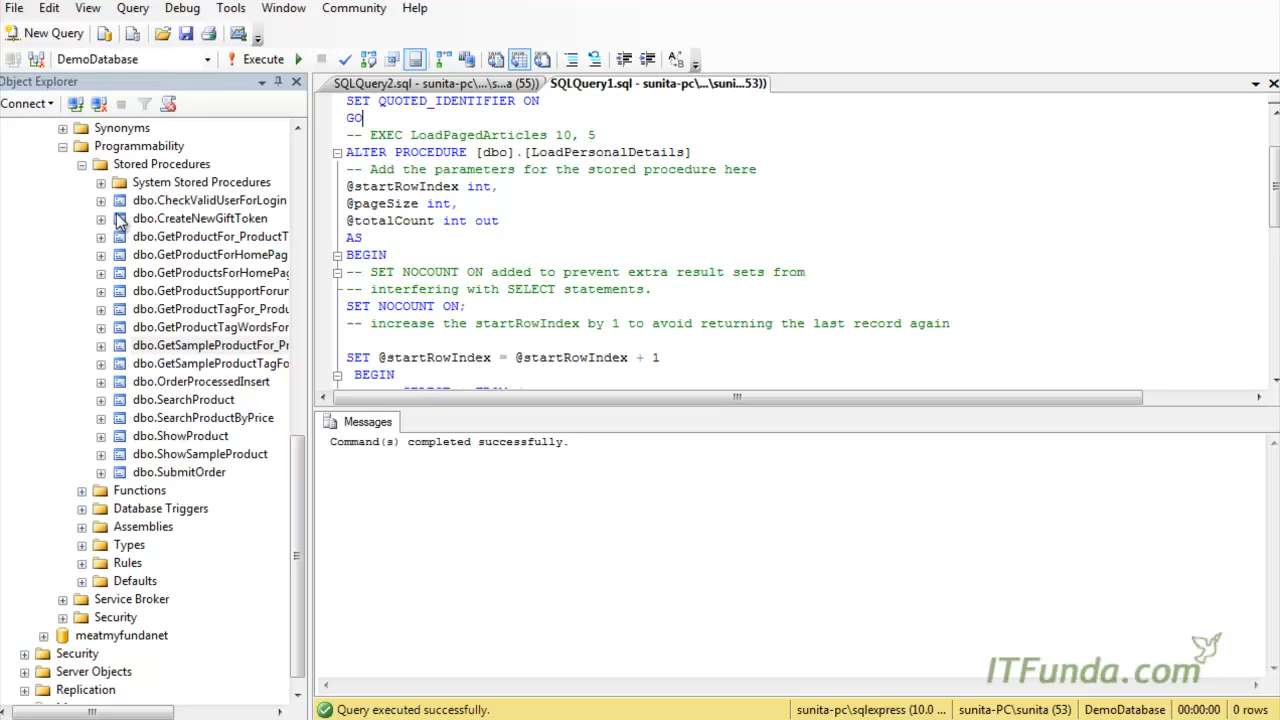 File Edit View Query Debug Tools Window Community Help
New Query
DemoDatabase Execute
Object Explorer
Connect
Synonyms
Programmability
Stored Procedures
System Stored Procedures
dbo.CheckValidUserForLogin
dbo.CreateNewGiftToken
dbo.GetProductFor_ProductT
dbo.GetProductForHomePag
dbo.GetProductsForHomePag
dbo.GetProductSupportForun
dbo.GetProductTagFor_Produ
dbo.GetProductTagWordsFor
dbo.GetSampleProductFor_Pr
dbo.GetSampleProductTagFo
dbo.OrderProcessedInsert
dbo.SearchProduct
dbo.SearchProductByPrice
dbo.ShowProduct
dbo.ShowSampleProduct
dbo.SubmitOrder
Functions
Database Triggers
Assemblies
Types
Rules
Defaults
Service Broker
Security
meatmyfundanet
Security
Server Objects
Replication
SQLQuery2.sql - sunita-pc\...\s...a (55)) SQLQuery1.sql - sunita-pc\...\suni...53))
SET QUOTED_IDENTIFIER ON
GO
-- EXEC LoadPagedArticles 10, 5
ALTER PROCEDURE [dbo].[LoadPersonalDetails]
-- Add the parameters for the stored procedure here
@startRowIndex int,
@pageSize int,
@totalCount int out
AS
BEGIN
-- SET NOCOUNT ON added to prevent extra result sets from
-- interfering with SELECT statements.
SET NOCOUNT ON;
-- increase the startRowIndex by 1 to avoid returning the last record again
SET @startRowIndex = @startRowIndex + 1
BEGIN
Messages
Command(s) completed successfully.
ITFunda.com
Query executed successfully. sunita-pc\sqlexpress (10.0 ... sunita-PC\sunita (53) DemoDatabase 00:00:00 0 rows